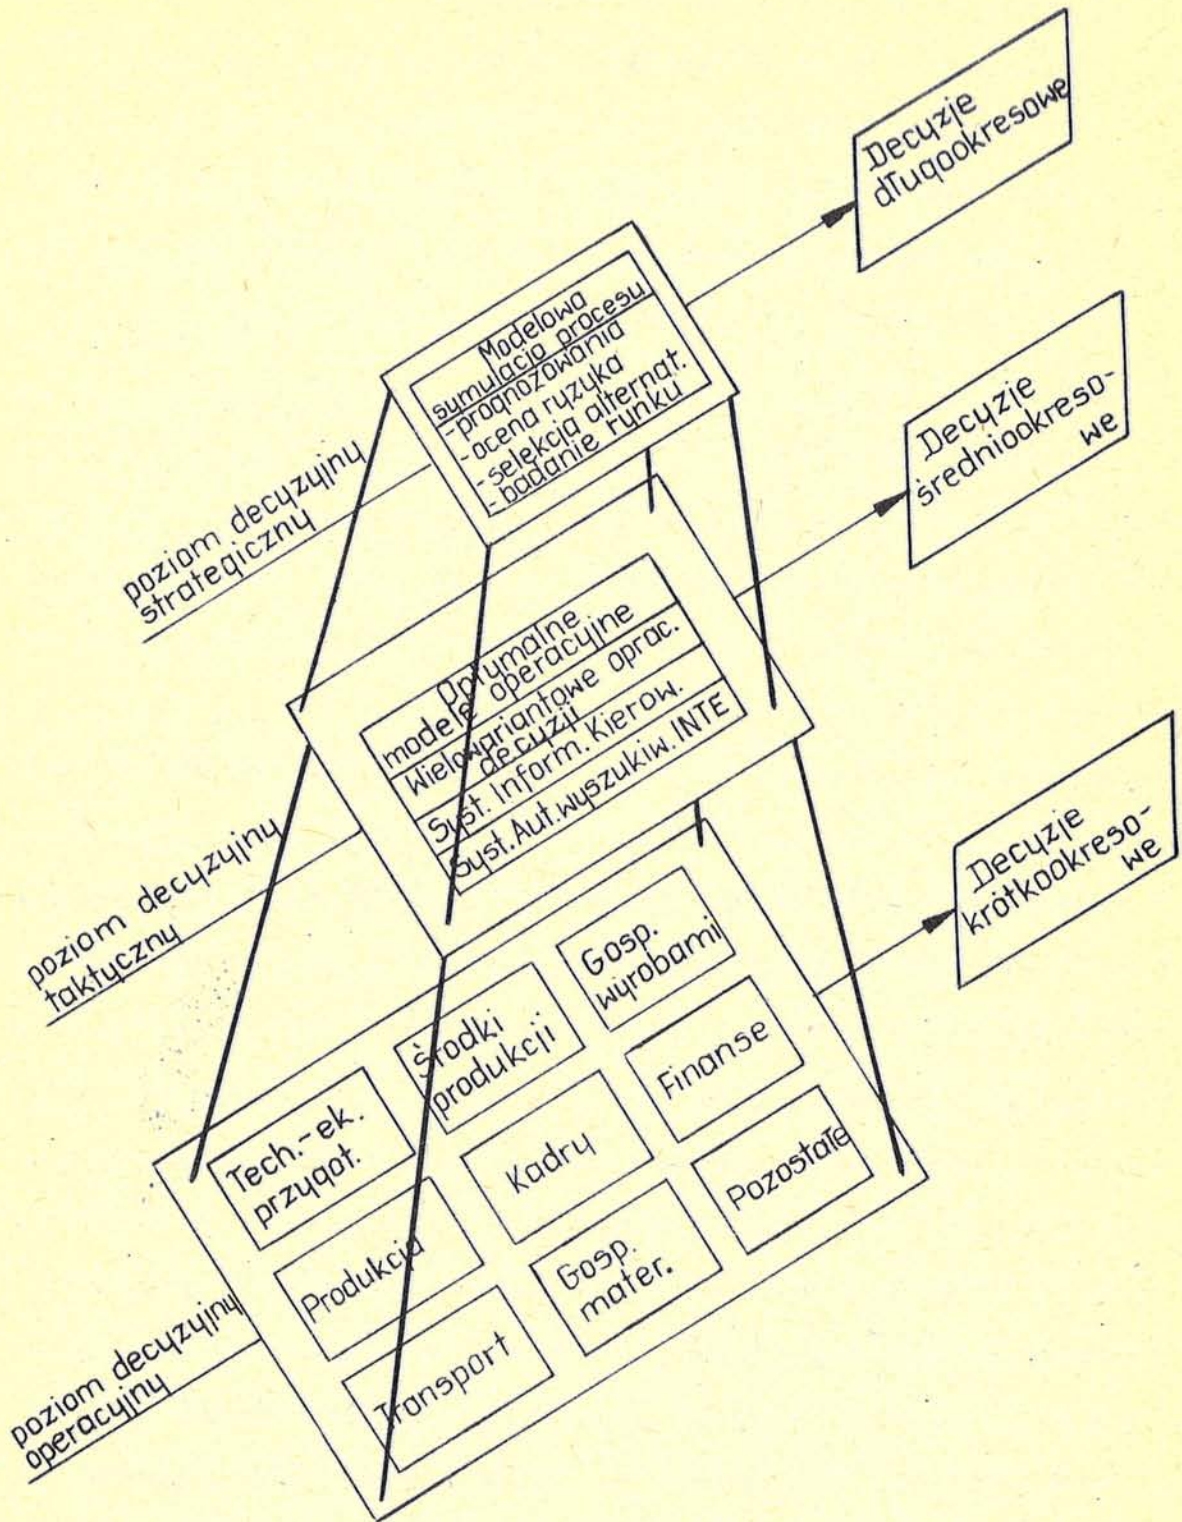 Decyzje
długookresowe
Modelowa
symulacja procesu
-prognozowania
-ocena ryzyka
-selekcja alternat.
-badanie rynku
poziom decyzyjny
strategiczny
Decyzje
średniookreso-
we
Optymalne
modele operacyjne
Wielowariantowe oprac.
decyzji
Syst. Inform. Kierow.
Syst. Aut. wyszukiw. INTE
poziom decyzyjny
taktyczny
Decyzje
krótkookreso-
we
Tech.-ek.
przygot.
Środki
produkcji
Gosp.
wyrobami
Produkcja
Kadry
Finanse
Transport
Gosp.
mater.
Pozostałe
poziom decyzyjny
operacyjny